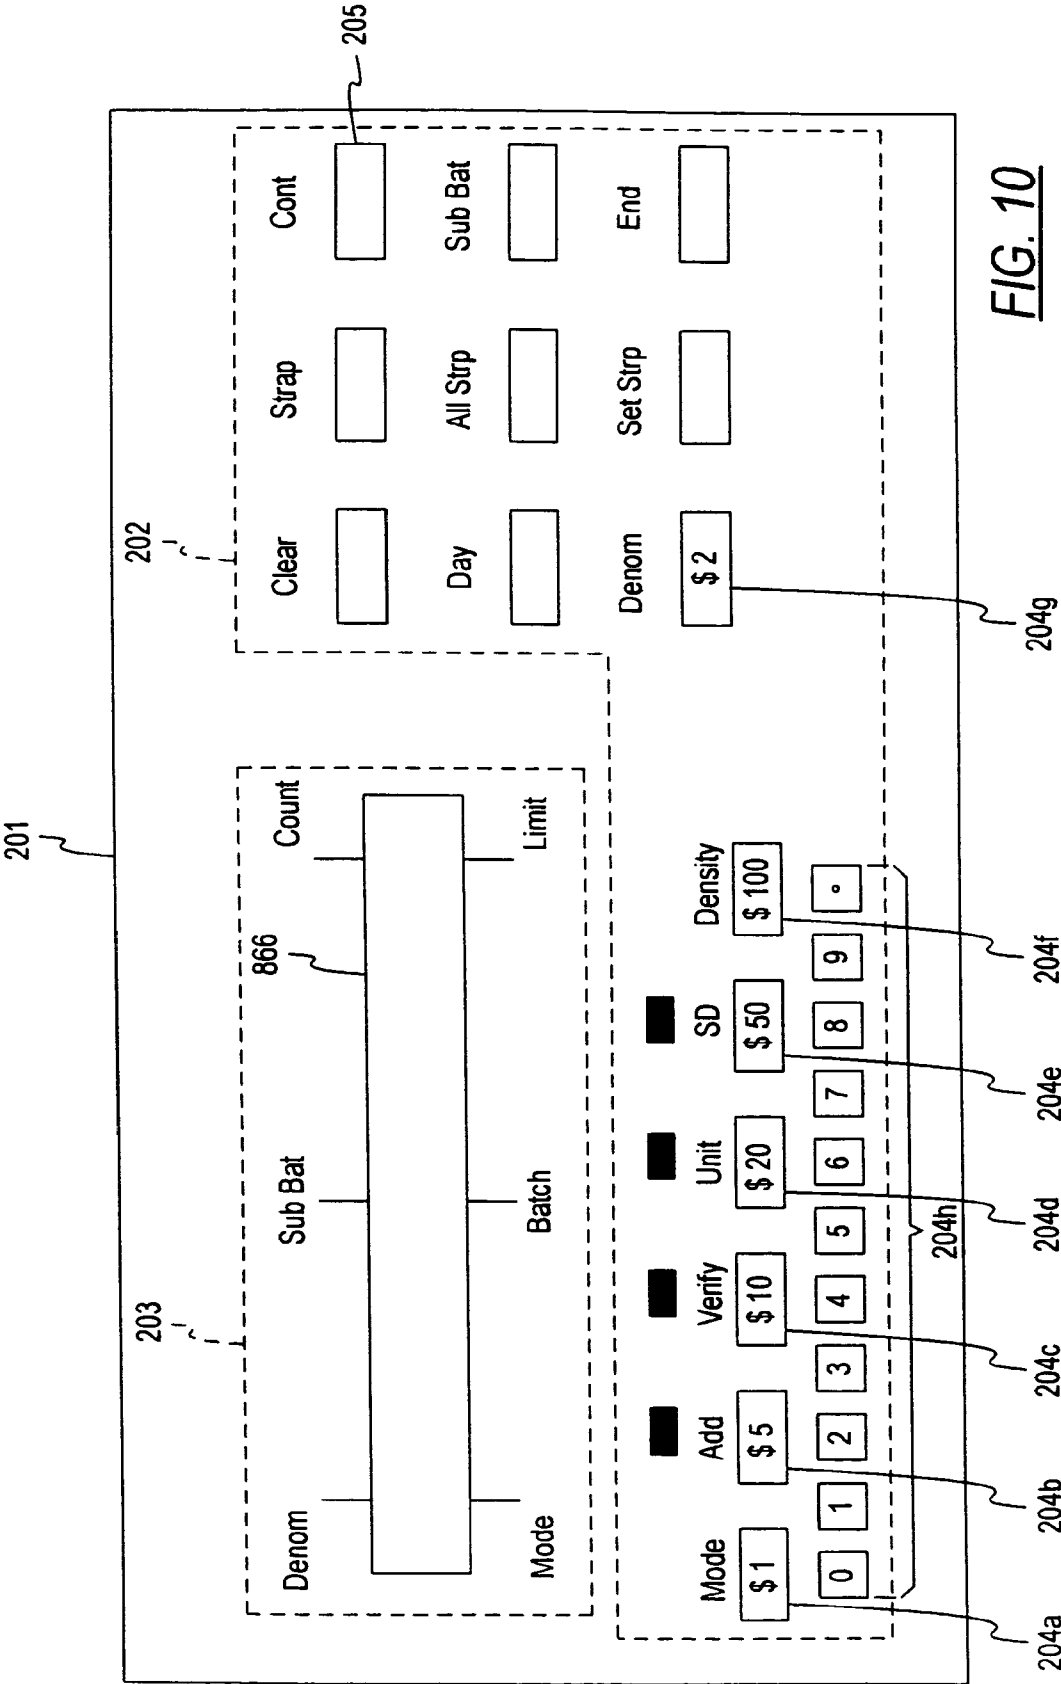 201
202
203
205
Clear Strap Cont
Denom Sub Bat Count
866
Day All Strp Sub Bat
Mode Batch Limit
Denom Set Strp End
$ 2
Mode Add Verify Unit SD Density
$ 1 $ 5 $ 10 $ 20 $ 50 $ 100
0 1 2 3 4 5 6 7 8 9
204h
204a 204b 204c 204d 204e 204f 204g
FIG. 10